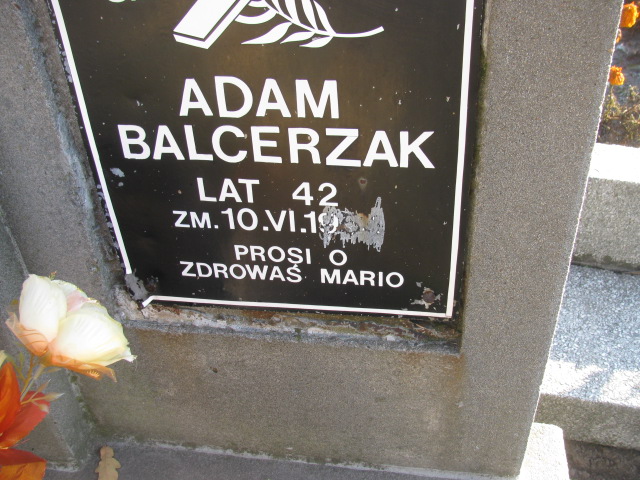 ADAM
BALCERZAK
LAT 42
ZM. 10.VI.19
PROSI O
ZDROWAŚ MARIO